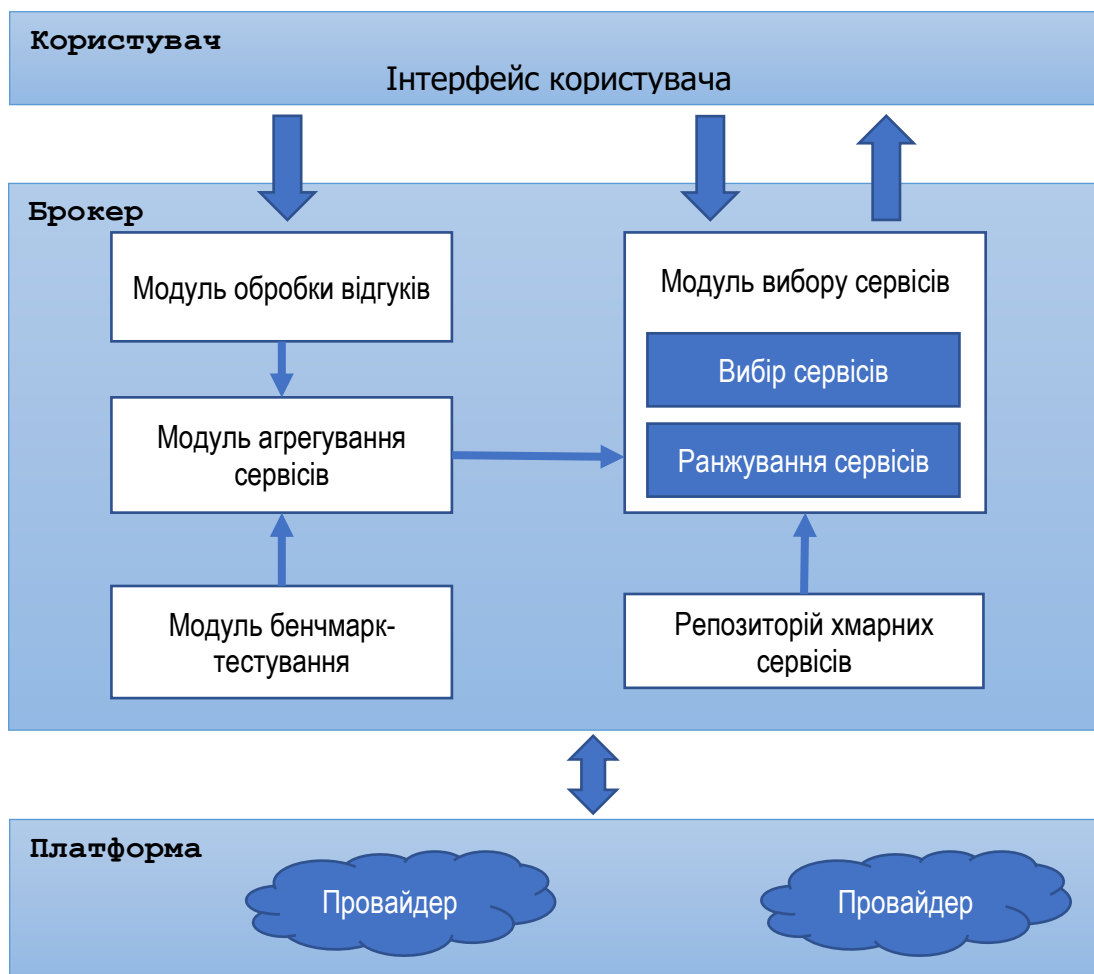 Користувач
Інтерфейс користувача
Брокер
Модуль обробки відгуків
Модуль агрегування
сервісів
Модуль бенчмарк-
тестування
Модуль вибору сервісів
Вибір сервісів
Ранжування сервісів
Репозиторій хмарних
сервісів
Платформа
Провайдер
Провайдер